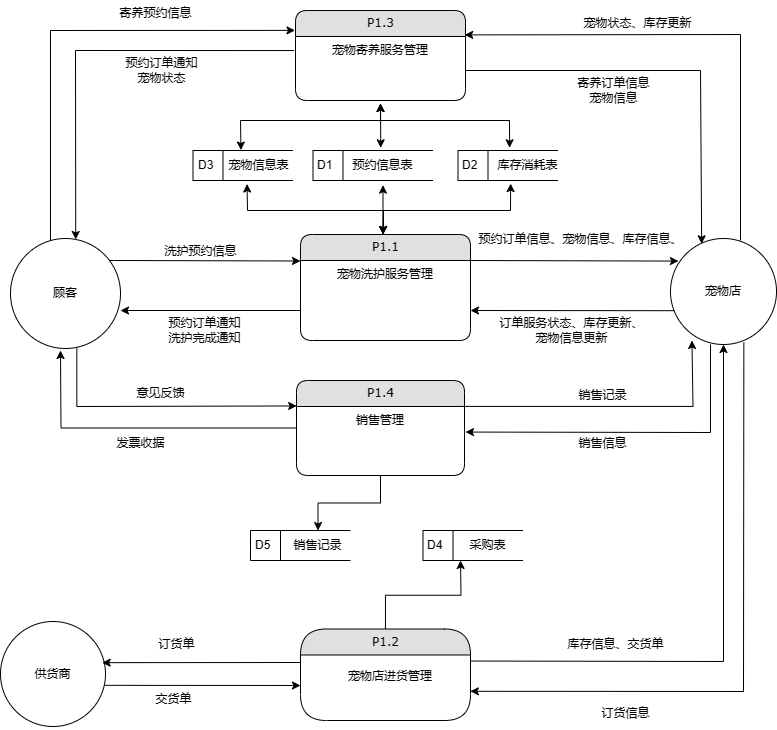 寄养预约信息
P1.3
宠物寄养服务管理
宠物状态、库存更新
预约订单通知
宠物状态
寄养订单信息
宠物信息
D3 宠物信息表
D1 预约信息表
D2 库存消耗表
洗护预约信息
P1.1
宠物洗护服务管理
预约订单信息、宠物信息、库存信息、
顾客
宠物店
预约订单通知
洗护完成通知
订单服务状态、库存更新、
宠物信息更新
P1.4
销售管理
意见反馈
销售记录
发票收据
销售信息
D5 销售记录
D4 采购表
P1.2
宠物店进货管理
订货单
库存信息、交货单
供货商
交货单
订货信息